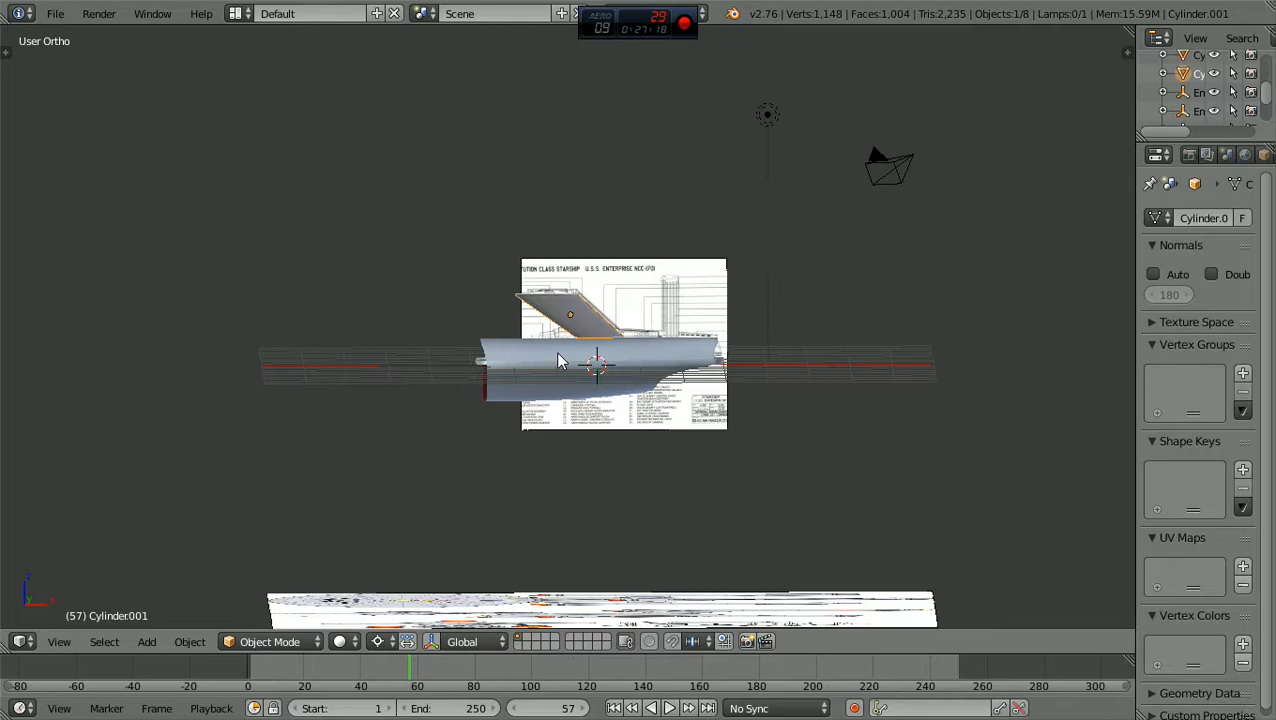 File Render Window Help Default Scene v2.76 | Verts:1,148 | Faces:1,004 | Tris:2,235 | Objects:1/8 | Lamps:0/1 | Mem:15.59M | Cylinder.001
AERO 09 29 0:27:18
User Ortho
View Search
Cy
Cy
En
En
C
Cylinder.0 F
Normals
Auto Doub
180
Texture Space
Vertex Groups
Shape Keys
UV Maps
Vertex Colors
Geometry Data
Custom Properties
TUTION CLASS STARSHIP U.S.S. ENTERPRISE NCC-1701
z
y x
(57) Cylinder.001
View Select Add Object Object Mode Global
-80 -60 -40 -20 0 20 40 60 80 100 120 140 160 180 200 220 240 260 280 300
View Marker Frame Playback Start: 1 End: 250 57 No Sync